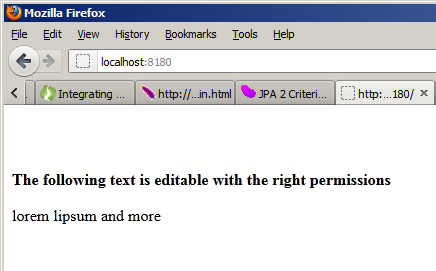 Mozilla Firefox
File Edit View History Bookmarks Tools Help
localhost:8180
Integrating ... http://...in.html JPA 2 Criteri... http:...180/
The following text is editable with the right permissions
lorem lipsum and more